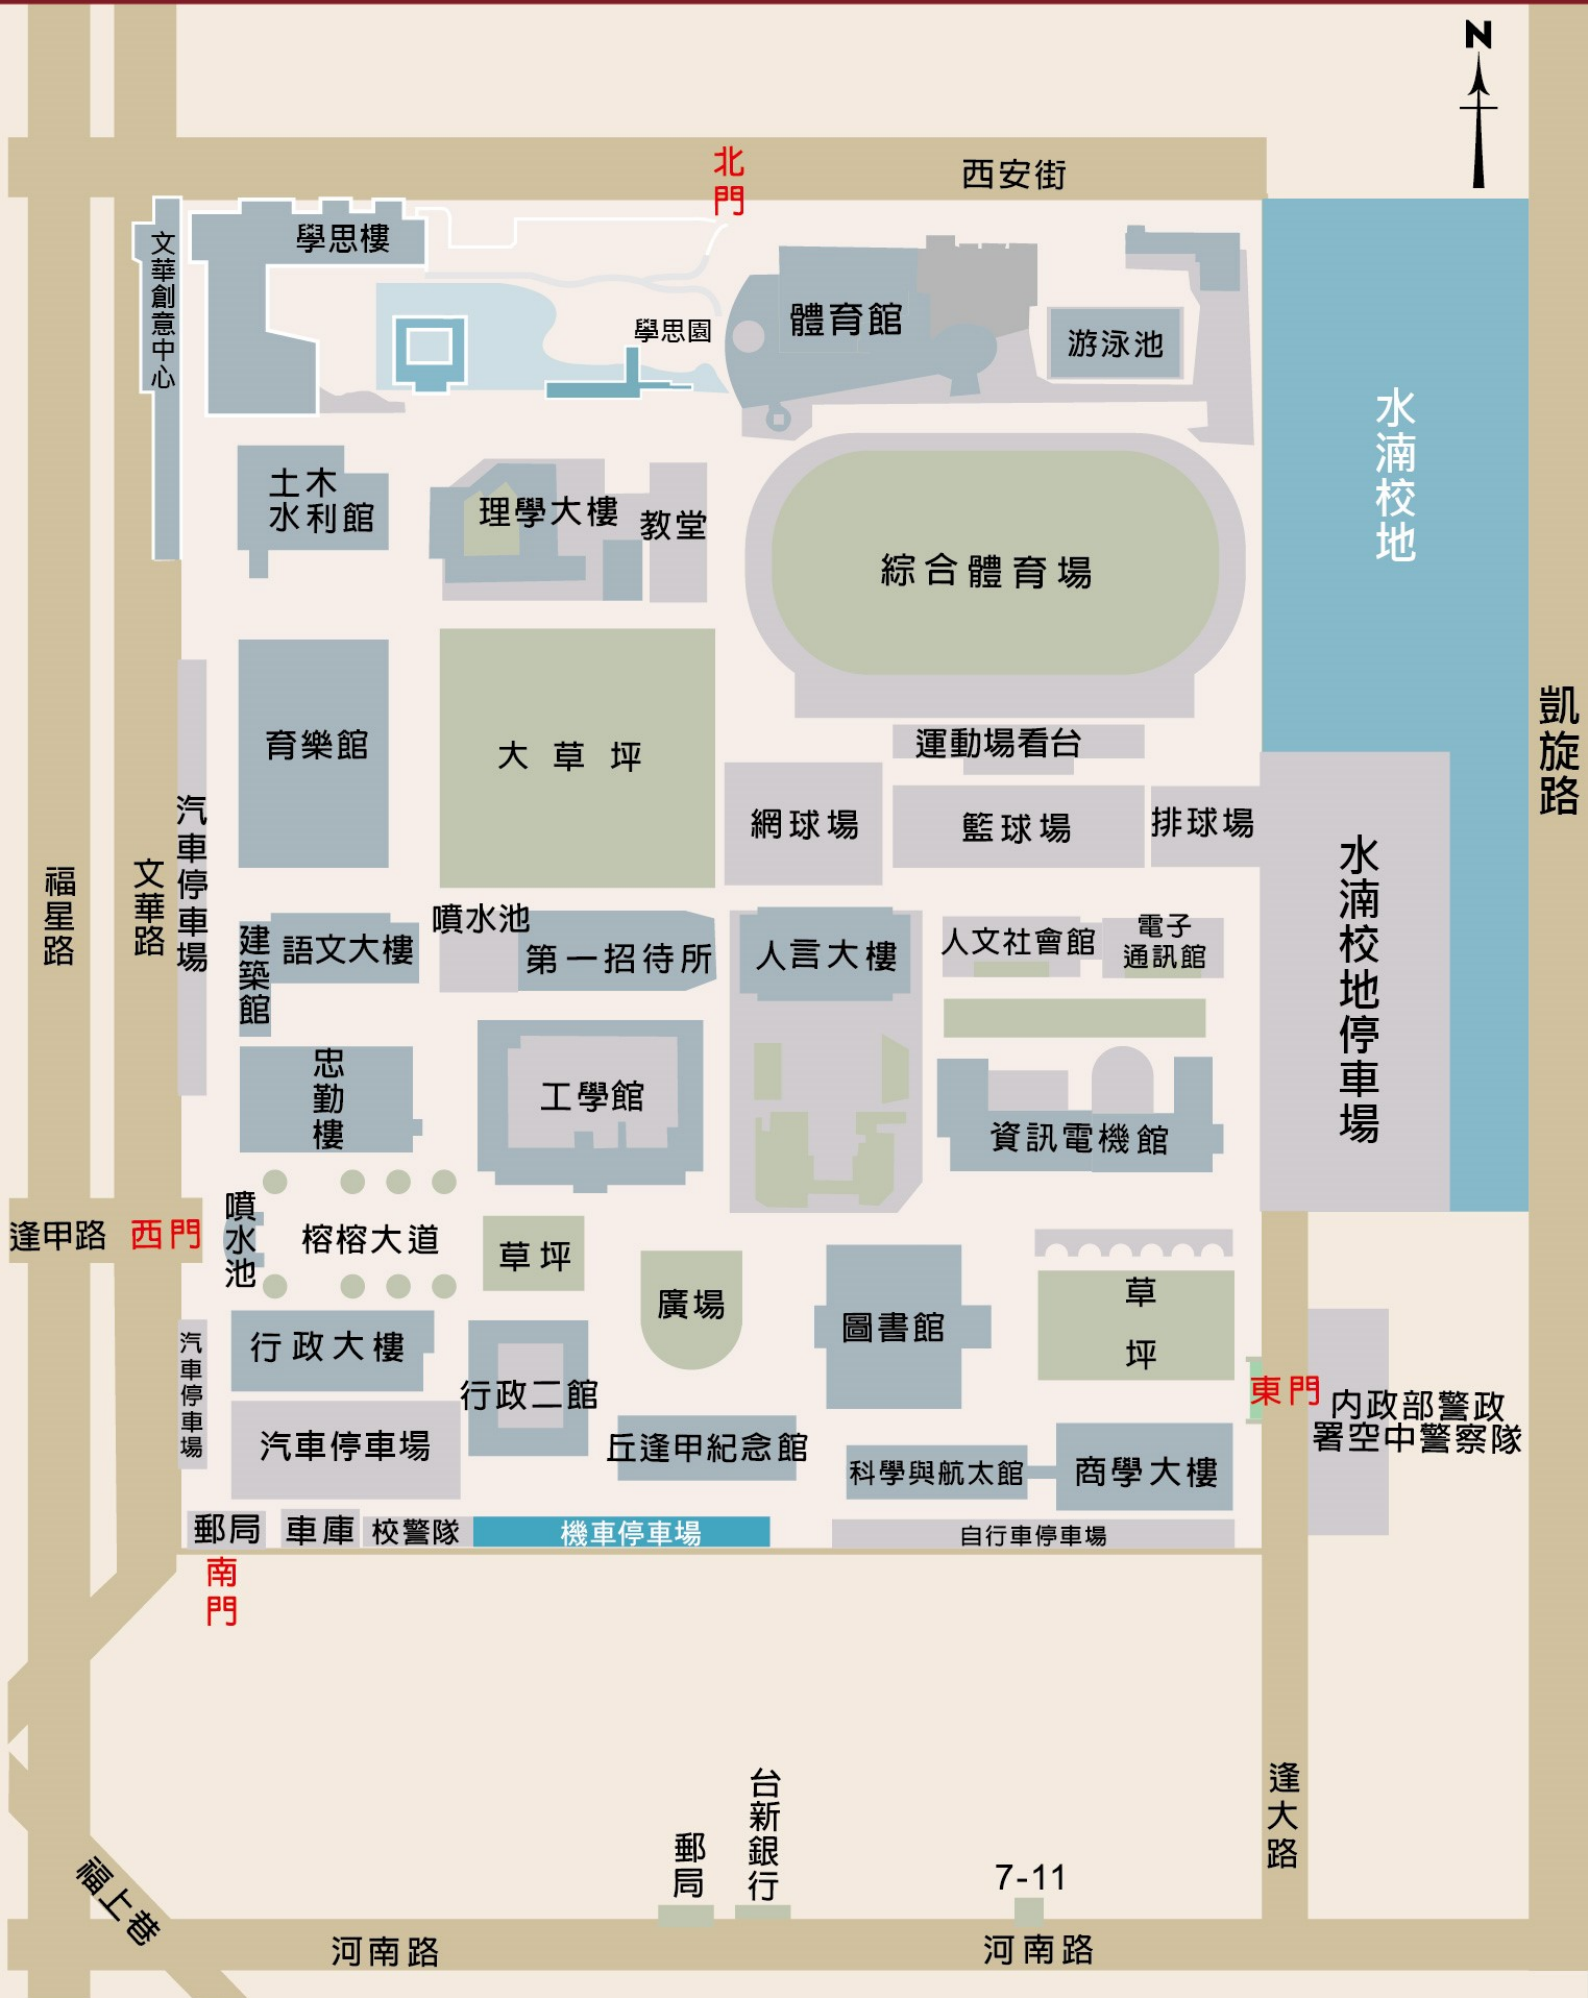 N
北門
西安街
學思樓
文華創意中心
學思園
體育館
游泳池
水湳校地
土木
水利館
理學大樓
教堂
綜合體育場
凱旋路
育樂館
大草坪
運動場看台
網球場
籃球場
排球場
汽車停車場
福星路
文華路
水湳校地停車場
噴水池
建築館
語文大樓
第一招待所
人言大樓
人文社會館
電子
通訊館
忠勤樓
工學館
資訊電機館
逢甲路
西門
噴水池
榕榕大道
草坪
廣場
圖書館
草坪
汽車停車場
行政大樓
行政二館
東門
內政部警政
署空中警察隊
汽車停車場
丘逢甲紀念館
科學與航太館
商學大樓
郵局
車庫
校警隊
機車停車場
自行車停車場
南門
逢大路
台新銀行
郵局
7-11
福上巷
河南路
河南路